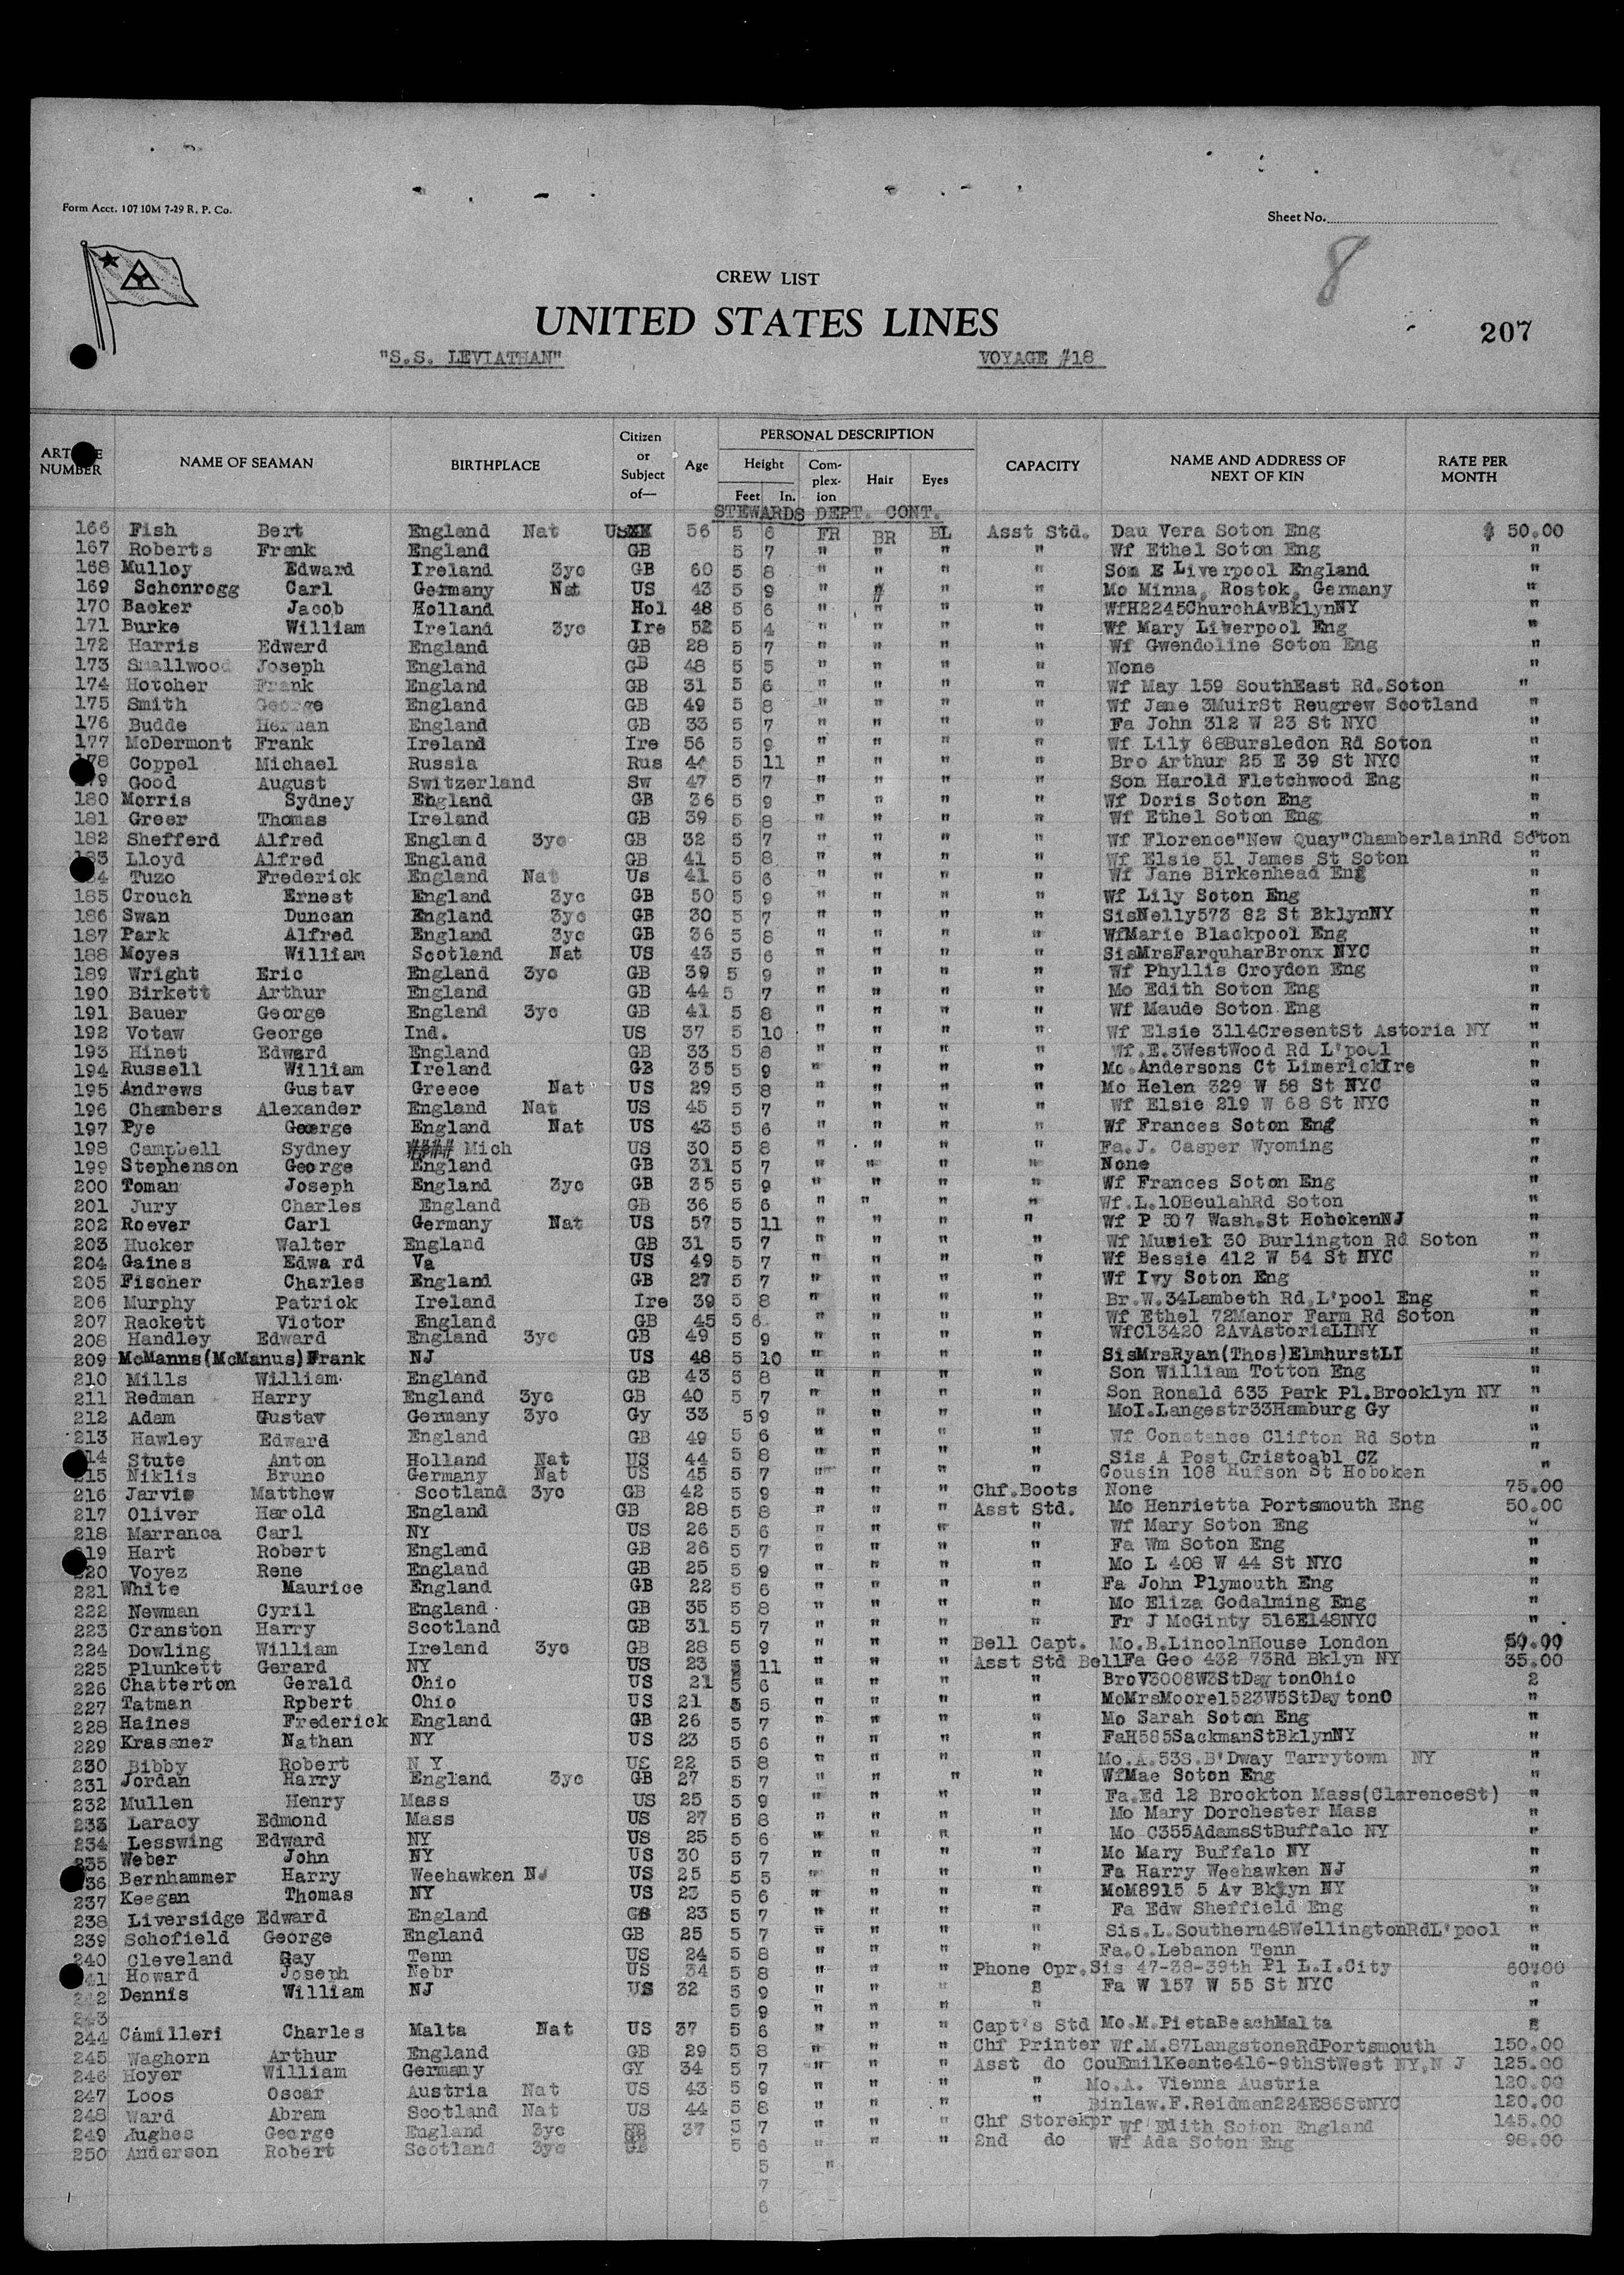 Form Acct. 107 10M 7-29 R. P. Co.
Sheet No.
8
CREW LIST
UNITED STATES LINES
207
"S.S. LEVIATHAN" VOYAGE #18
ARTICLE NUMBER NAME OF SEAMAN BIRTHPLACE Citizen or Subject of— Age PERSONAL DESCRIPTION Height Feet In. Complexion Hair Eyes CAPACITY NAME AND ADDRESS OF NEXT OF KIN RATE PER MONTH
STEWARDS DEPT. CONT.
166 Fish Bert England Nat US 56 5 6 FR BR BL Asst Std. Dau Vera Soton Eng $ 50.00
167 Roberts Frank England GB 5 7 " " " " Wf Ethel Soton Eng "
168 Mulloy Edward Ireland 3yc GB 60 5 8 " " " " Son E Liverpool England "
169 Schonrogg Carl Germany Nat US 43 5 9 " " " " Mo Minna, Rostok, Germany "
170 Backer Jacob Holland Hol 48 5 6 " " " " WfH2245ChurchAvBklynNY "
171 Burke William Ireland 3yc Ire 52 5 4 " " " " Wf Mary Liverpool Eng "
172 Harris Edward England GB 28 5 7 " " " " Wf Gwendoline Soton Eng "
173 Smallwood Joseph England GB 48 5 5 " " " " None "
174 Hotcher Frank England GB 31 5 6 " " " " Wf May 159 SouthEast Rd.Soton "
175 Smith George England GB 49 5 8 " " " " Wf Jane 3MuirSt Reugrew Scotland "
176 Budde Herman England GB 33 5 7 " " " " Fa John 312 W 23 St NYC "
177 McDermont Frank Ireland Ire 56 5 9 " " " " Wf Lily 68Bursledon Rd Soton "
178 Coppel Michael Russia Rus 44 5 11 " " " " Bro Arthur 25 E 39 St NYC "
179 Good August Switzerland Sw 47 5 7 " " " " Son Harold Fletchwood Eng "
180 Morris Sydney England GB 36 5 9 " " " " Wf Doris Soton Eng "
181 Greer Thomas Ireland GB 39 5 8 " " " " Wf Ethel Soton Eng "
182 Shefferd Alfred England 3yc GB 32 5 7 " " " " Wf Florence"New Quay"ChamberlainRd Soton "
183 Lloyd Alfred England GB 41 5 8 " " " " Wf Elsie 51 James St Soton "
184 Tuzo Frederick England Nat Us 41 5 6 " " " " Wf Jane Birkenhead Eng "
185 Crouch Ernest England 3yc GB 50 5 9 " " " " Wf Lily Soton Eng "
186 Swan Duncan England 3yc GB 30 5 7 " " " " SisNelly573 82 St BklynNY "
187 Park Alfred England 3yc GB 36 5 8 " " " " WfMarie Blackpool Eng "
188 Moyes William Scotland Nat US 43 5 6 " " " " SisMrsFarquharBronx NYC "
189 Wright Eric England 3yc GB 39 5 9 " " " " Wf Phyllis Croydon Eng "
190 Birkett Arthur England GB 44 5 7 " " " " Mo Edith Soton Eng "
191 Bauer George England 3yc GB 41 5 8 " " " " Wf Maude Soton Eng "
192 Votaw George Ind. US 37 5 10 " " " " Wf Elsie 3114CresentSt Astoria NY "
193 Hinet Edward England GB 33 5 8 " " " " Wf.E.3WestWood Rd L'pool "
194 Russell William Ireland GB 35 5 9 " " " " Mo.Andersons Ct LimerickIre "
195 Andrews Gustav Greece Nat US 29 5 8 " " " " Mo Helen 329 W 58 St NYC "
196 Chambers Alexander England Nat US 45 5 7 " " " " Wf Elsie 219 W 68 St NYC "
197 Pye George England Nat US 43 5 6 " " " " Wf Frances Soton Eng "
198 Campbell Sydney #### Mich US 30 5 8 " " " " Fa.J. Casper Wyoming "
199 Stephenson George England GB 31 5 7 " " " " None "
200 Toman Joseph England 3yc GB 35 5 9 " " " " Wf Frances Soton Eng "
201 Jury Charles England GB 36 5 6 " " " " Wf.L.10BeulahRd Soton "
202 Roever Carl Germany Nat US 57 5 11 " " " " Wf P 507 Wash.St HobokenNJ "
203 Hucker Walter England GB 31 5 7 " " " " Wf Muriel 30 Burlington Rd Soton "
204 Gaines Edwa rd Va US 49 5 7 " " " " Wf Bessie 412 W 54 St NYC "
205 Fischer Charles England GB 27 5 7 " " " " Wf Ivy Soton Eng "
206 Murphy Patrick Ireland Ire 39 5 8 " " " " Br.W.34Lambeth Rd,L'pool Eng "
207 Rackett Victor England GB 45 5 6 " " " " Wf Ethel 72Manor Farm Rd Soton "
208 Handley Edward England 3yc GB 49 5 9 " " " " WfC13420 2AvAstoriaLINY "
209 McManns(McManus)Frank NJ US 48 5 10 " " " " SisMrsRyan(Thos)ElmhurstLI "
210 Mills William England GB 43 5 8 " " " " Son William Totton Eng "
211 Redman Harry England 3yc GB 40 5 7 " " " " Son Ronald 633 Park Pl.Brooklyn NY "
212 Adam Gustav Germany 3yc Gy 33 5 9 " " " " MoI.Langestr33Hamburg Gy "
213 Hawley Edward England GB 49 5 6 " " " " Wf Constance Clifton Rd Sotn "
214 Stute Anton Holland Nat US 44 5 8 " " " " Sis A Post Cristoabl CZ "
215 Niklis Bruno Germany Nat US 45 5 7 " " " " Cousin 108 Hufson St Hoboken "
216 Jarvis Matthew Scotland 3yc GB 42 5 9 " " " Chf.Boots None 75.00
217 Oliver Harold England GB 28 5 8 " " " Asst Std. Mo Henrietta Portsmouth Eng 50.00
218 Marranca Carl NY US 26 5 6 " " " " Wf Mary Soton Eng "
219 Hart Robert England GB 26 5 7 " " " " Fa Wm Soton Eng "
220 Voyez Rene England GB 25 5 9 " " " " Mo L 408 W 44 St NYC "
221 White Maurice England GB 22 5 6 " " " " Fa John Plymouth Eng "
222 Newman Cyril England GB 35 5 8 " " " " Mo Eliza Godalming Eng "
223 Cranston Harry Scotland GB 31 5 7 " " " " Fr J McGinty 516E148NYC "
224 Dowling William Ireland 3yc GB 28 5 9 " " " Bell Capt. Mo.B.LincolnHouse London
225 Plunkett Gerard NY US 23 5 11 " " " Asst Std BellFa Geo 432 73Rd Bklyn NY 35.00
226 Chatterton Gerald Ohio US 21 5 6 " " " " BroV3008W3StDaytonOhio 2
227 Tatman Rpbert Ohio US 21 5 5 " " " " MoMrsMoore1523W5StDaytonO "
228 Haines Frederick England GB 26 5 7 " " " " Mo Sarah Soton Eng "
229 Krassner Nathan NY US 23 5 6 " " " " FaH585SackmanStBklynNY "
230 Bibby Robert N Y US 22 5 8 " " " " Mo.A.53S.B'Dway Tarrytown NY "
231 Jordan Harry England 3yc GB 27 5 7 " " " " WfMae Soton Eng "
232 Mullen Henry Mass US 25 5 9 " " " " Fa.Ed 12 Brockton Mass(ClarenceSt) "
233 Laracy Edmond Mass US 27 5 8 " " " " Mo Mary Dorchester Mass "
234 Lesswing Edward NY US 25 5 6 " " " " Mo C355AdamsStBuffalo NY "
235 Weber John NY US 30 5 7 " " " " Mo Mary Buffalo NY "
236 Bernhammer Harry Weehawken NJ US 25 5 5 " " " " Fa Harry Weehawken NJ "
237 Keegan Thomas NY US 23 5 6 " " " " MoM8915 5 Av Bklyn NY "
238 Liversidge Edward England GB 23 5 7 " " " " Fa Edw Sheffield Eng "
239 Schofield George England GB 25 5 7 " " " " Sis.L.Southern48WellingtonRdL'pool "
240 Cleveland Ray Tenn US 24 5 8 " " " " Fa.O.Lebanon Tenn "
241 Howard Joseph Nebr US 34 5 8 " " " Phone Opr.Sis 47-38-39th Pl L.I.City 60.00
242 Dennis William NJ US 32 5 9 " " " Fa W 157 W 55 St NYC "
243 5 9 " " " " "
244 Camilleri Charles Malta Nat US 37 5 6 " " " Capt's Std Mo.M.PietaBeachMalta
245 Waghorn Arthur England GB 29 5 8 " " " Chf Printer Wf.M.87LangstoneRdPortsmouth 150.00
246 Hoyer William Germany GY 34 5 7 " " " Asst do CouEmilKeante416-9thStWest NY,N J 125.00
247 Loos Oscar Austria Nat US 43 5 9 " " " " Mo.A. Vienna Austria 120.00
248 Ward Abram Scotland Nat US 44 5 8 " " " " Binlaw.F.Reidman224E86StNYC 120.00
249 Hughes George England 3yc 37 5 7 " " " Chf Storekpr Wf Edith Soton England 145.00
250 Anderson Robert Scotland 3yc GB 5 6 " " " 2nd do Wf Ada Soton Eng 98.00
5 "
7
6